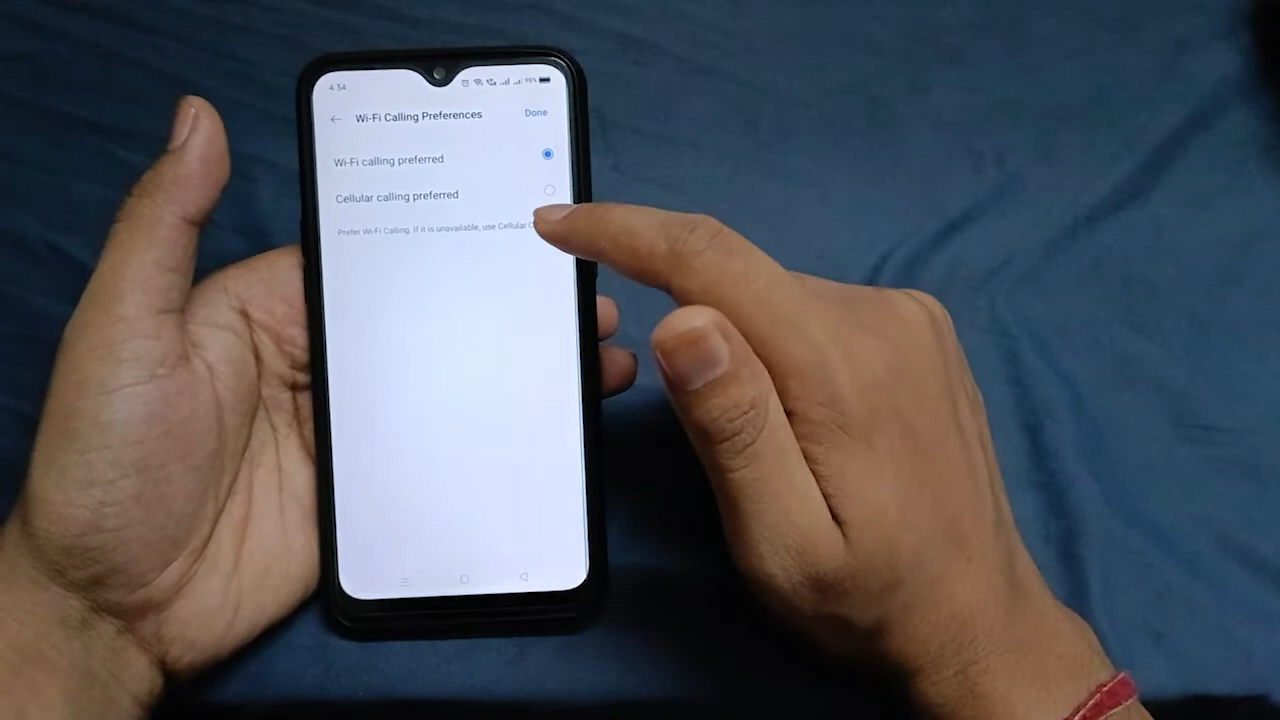 4:34
98%
Wi-Fi Calling Preferences
Done
Wi-Fi calling preferred
Cellular calling preferred
Prefer Wi-Fi Calling. If it is unavailable, use Cellular